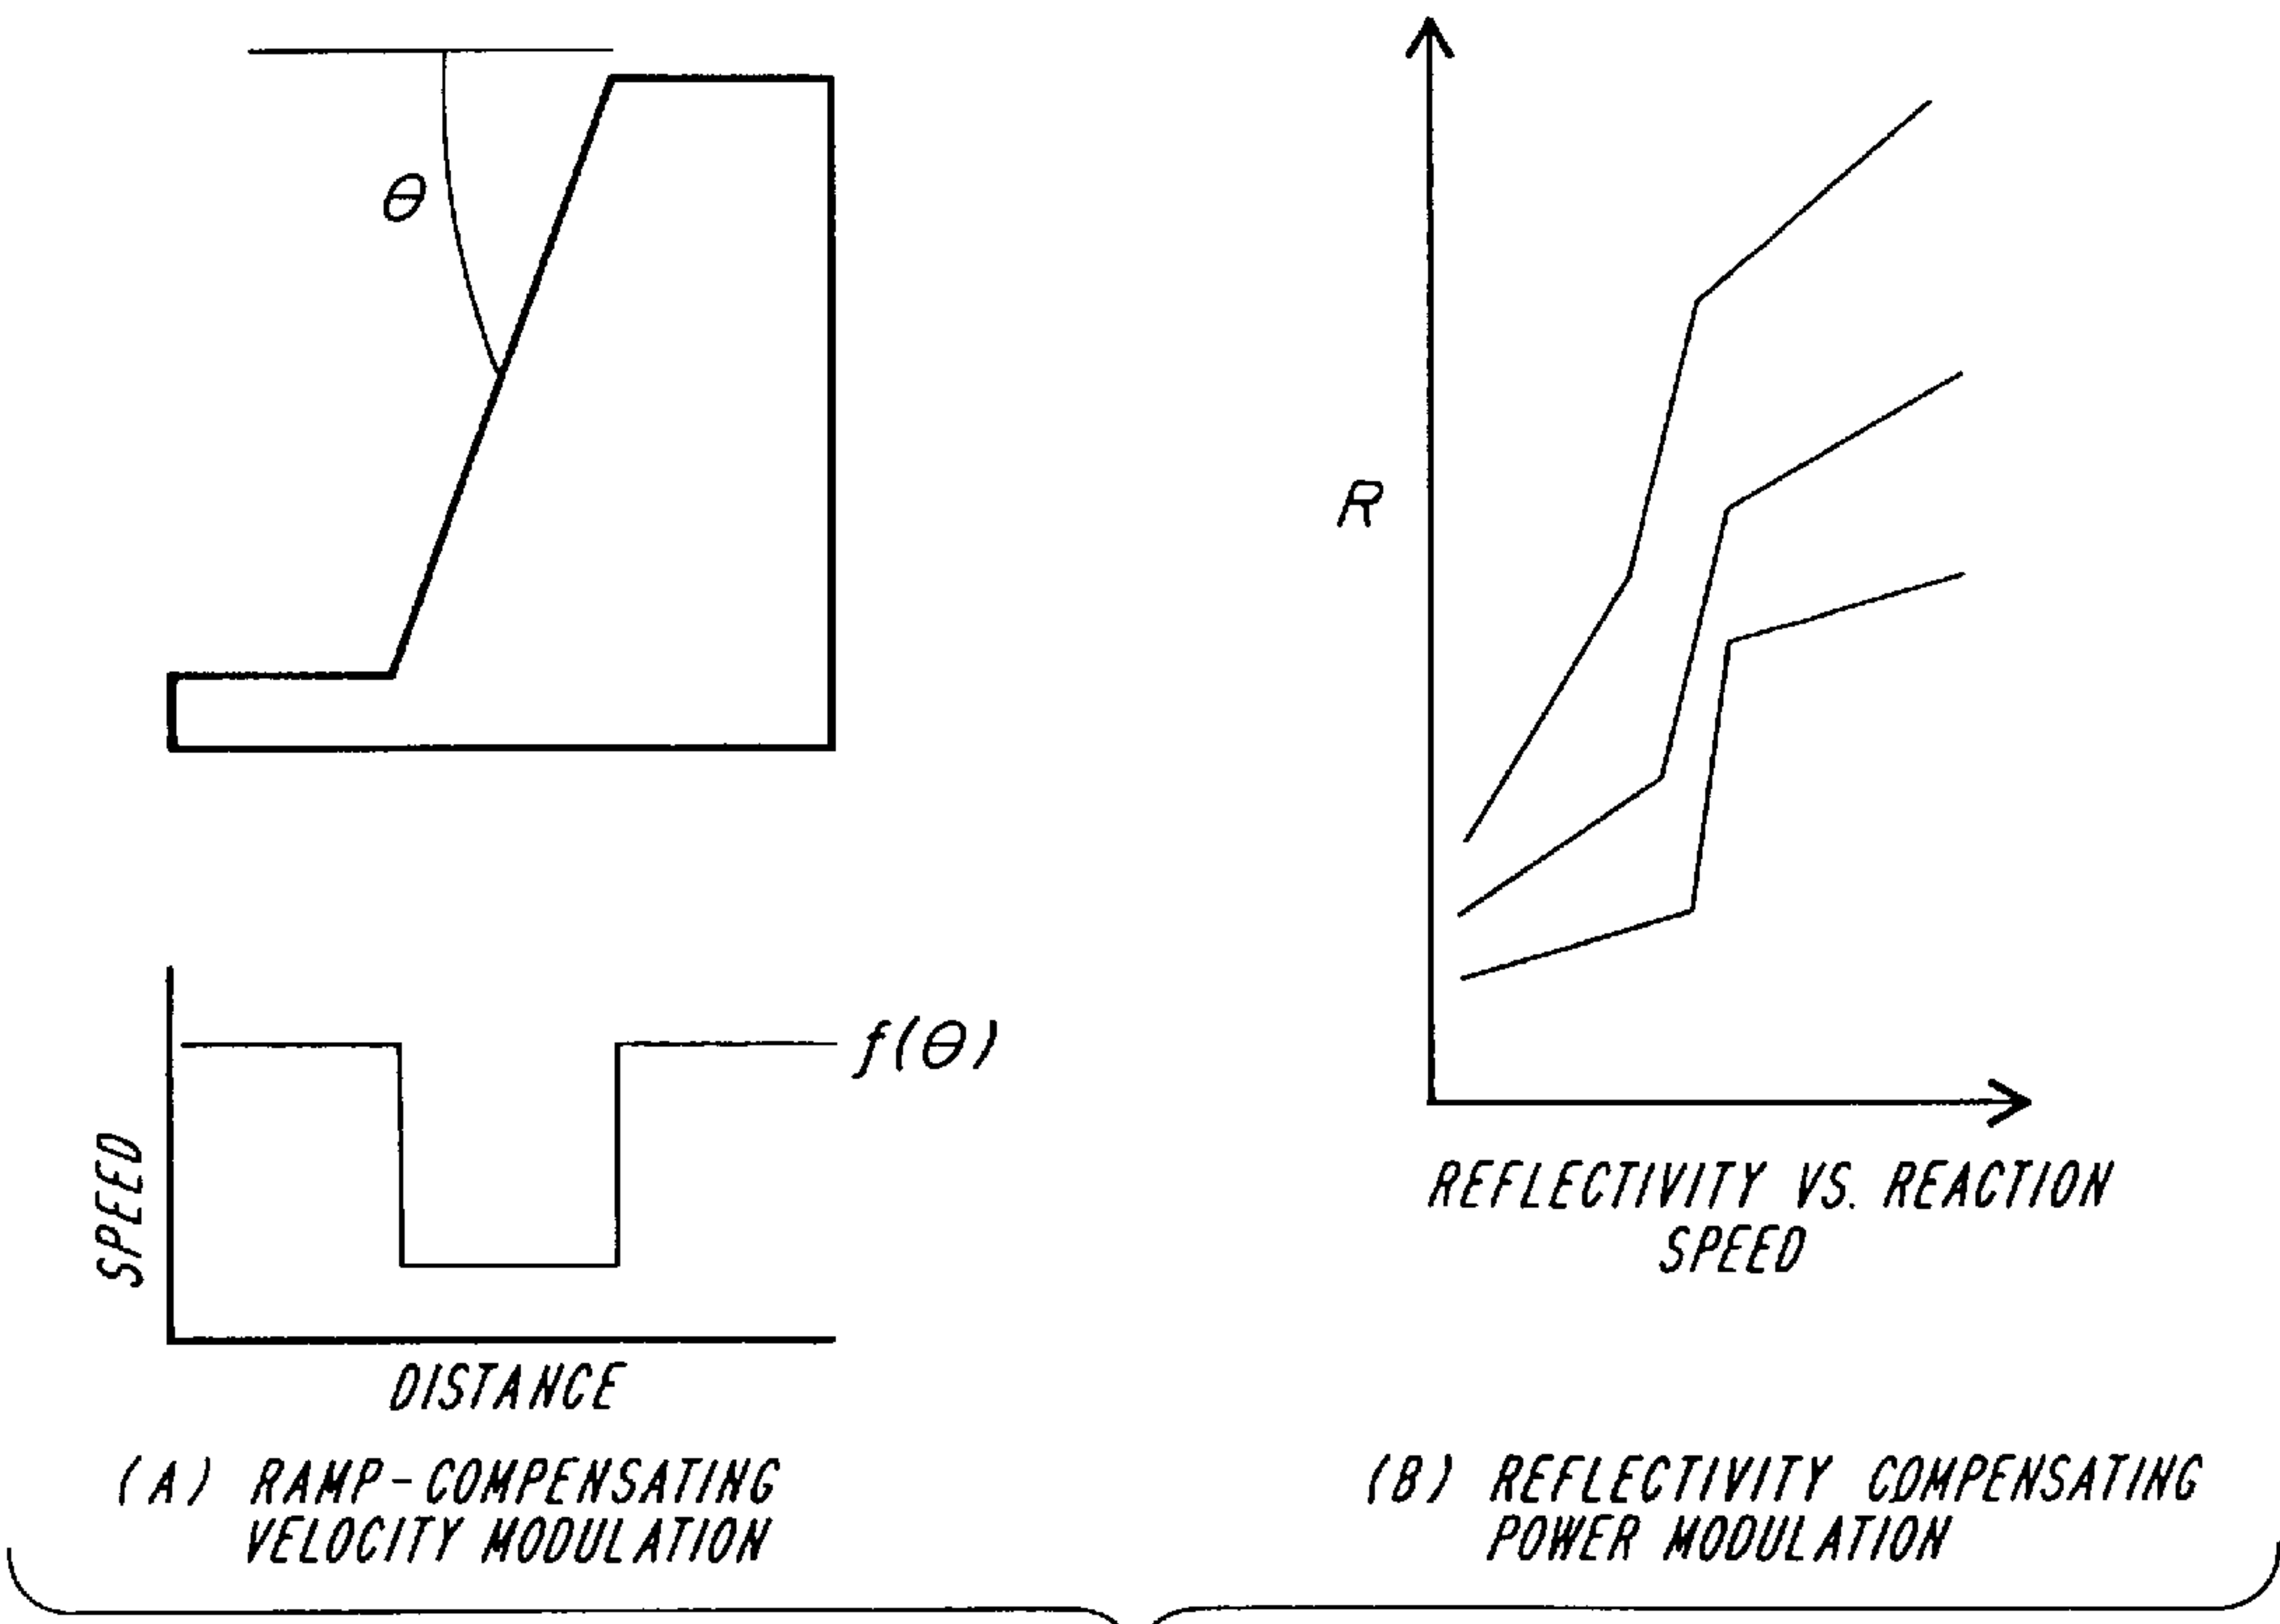 θ
f(θ)
SPEED
DISTANCE
(A) RAMP-COMPENSATING
VELOCITY MODULATION
R
REFLECTIVITY VS. REACTION
SPEED
(B) REFLECTIVITY COMPENSATING
POWER MODULATION